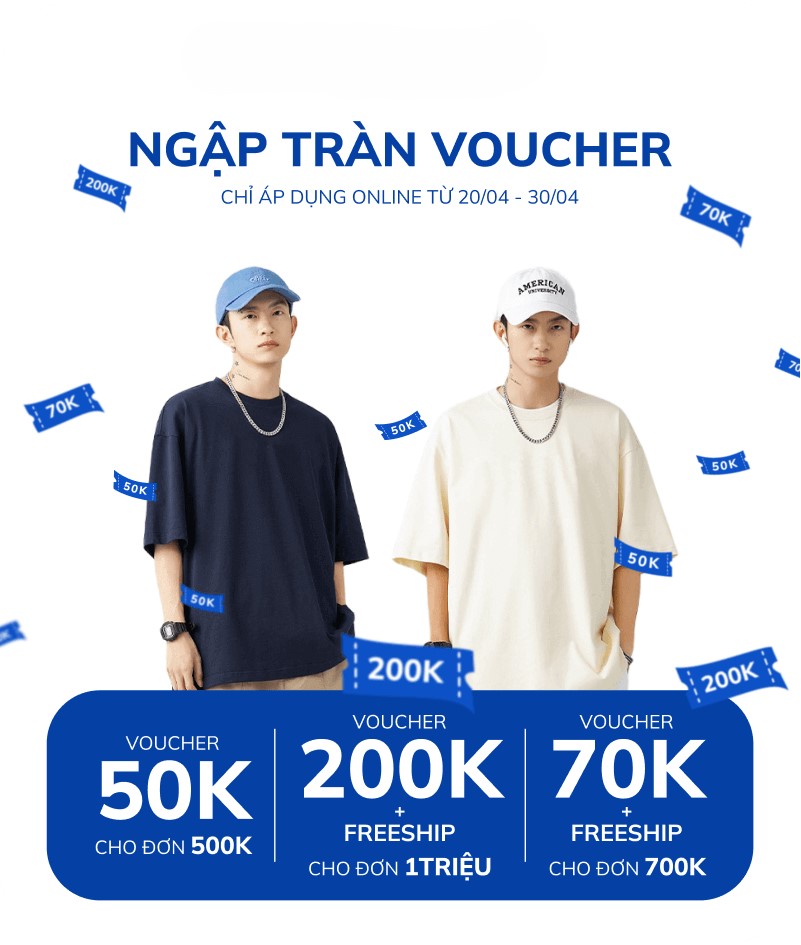 NGẬP TRÀN VOUCHER
CHỈ ÁP DỤNG ONLINE TỪ 20/04 - 30/04
200K
70K
AMERICAN
UNIVERSITY
70K
70K
50K
50K
50K
50K
50K
200K
200K
VOUCHER
50K
CHO ĐƠN 500K
VOUCHER
200K
+
FREESHIP
CHO ĐƠN 1TRIỆU
VOUCHER
70K
+
FREESHIP
CHO ĐƠN 700K